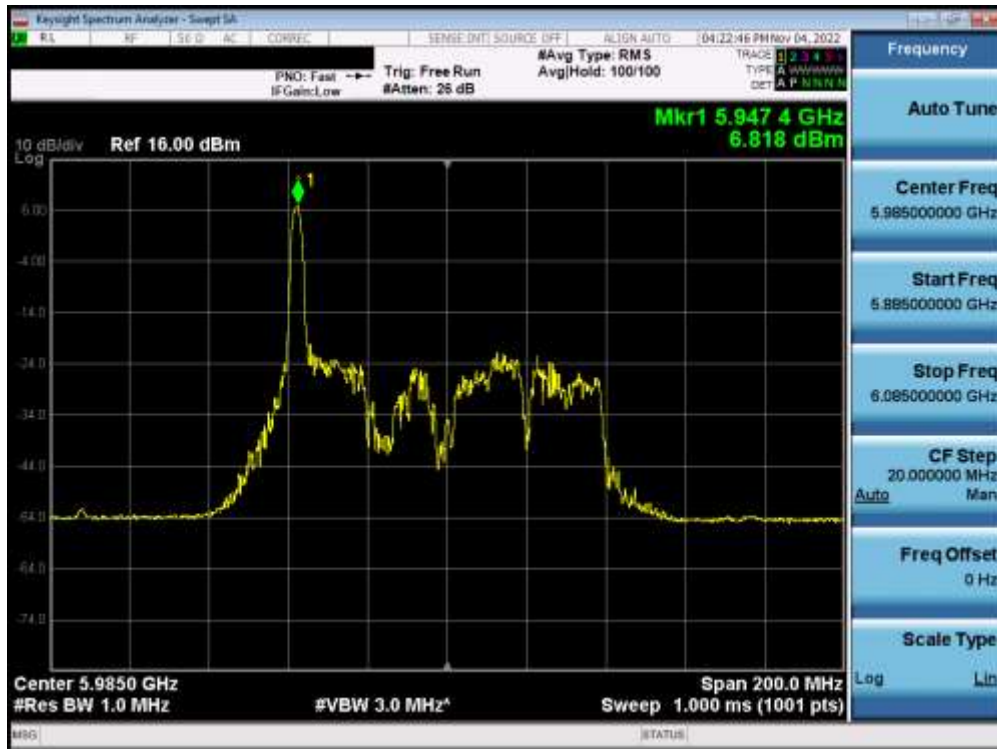 Keysight Spectrum Analyzer - Swept SA
RL RF 50 Ω AC CORREC SENSE:INT SOURCE OFF ALIGN AUTO 04:22:46 PM Nov 04, 2022
#Avg Type: RMS TRACE 1 2 3 4 5 6
PNO: Fast Trig: Free Run Avg|Hold: 100/100 TYPE A WWWWW
IFGain:Low #Atten: 26 dB DET A P N N N N
Mkr1 5.947 4 GHz
6.818 dBm
10 dB/div Ref 16.00 dBm
Log
1
6.00
-4.00
-14.0
-24.0
-34.0
-44.0
-54.0
-64.0
-74.0
Center 5.9850 GHz Span 200.0 MHz
#Res BW 1.0 MHz #VBW 3.0 MHz* Sweep 1.000 ms (1001 pts)
MSG STATUS
Frequency
Auto Tune
Center Freq
5.985000000 GHz
Start Freq
5.885000000 GHz
Stop Freq
6.085000000 GHz
CF Step
20.000000 MHz
Auto Man
Freq Offset
0 Hz
Scale Type
Log Lin